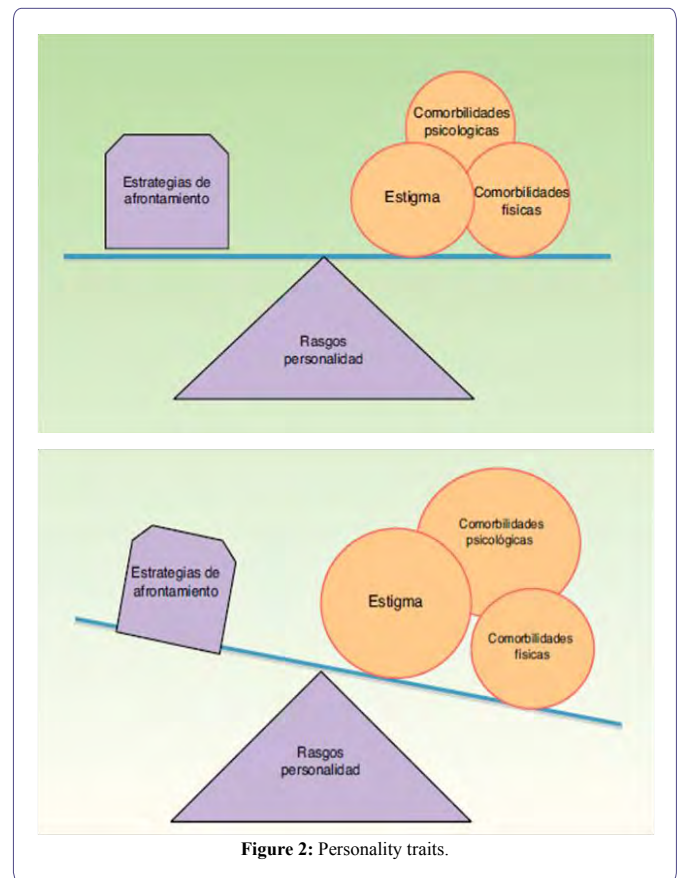 Comorbilidades
psicologicas
Estrategias de
afrontamiento
Estigma
Comorbilidades
físicas
Rasgos
personalidad
Comorbilidades
psicológicas
Estrategias de
afrontamiento
Estigma
Comorbilidades
físicas
Rasgos
personalidad
Figure 2: Personality traits.